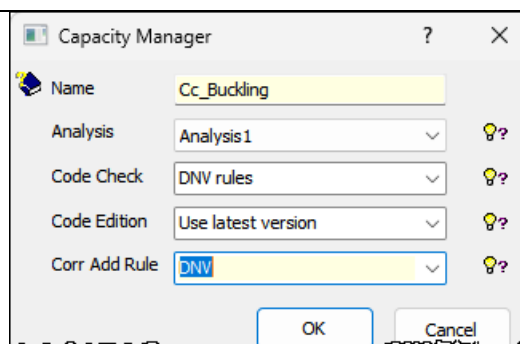 Capacity Manager ? ×
Name Cc_Buckling
Analysis Analysis1 ?
Code Check DNV rules ?
Code Edition Use latest version ?
Corr Add Rule DNV ?
OK Cancel